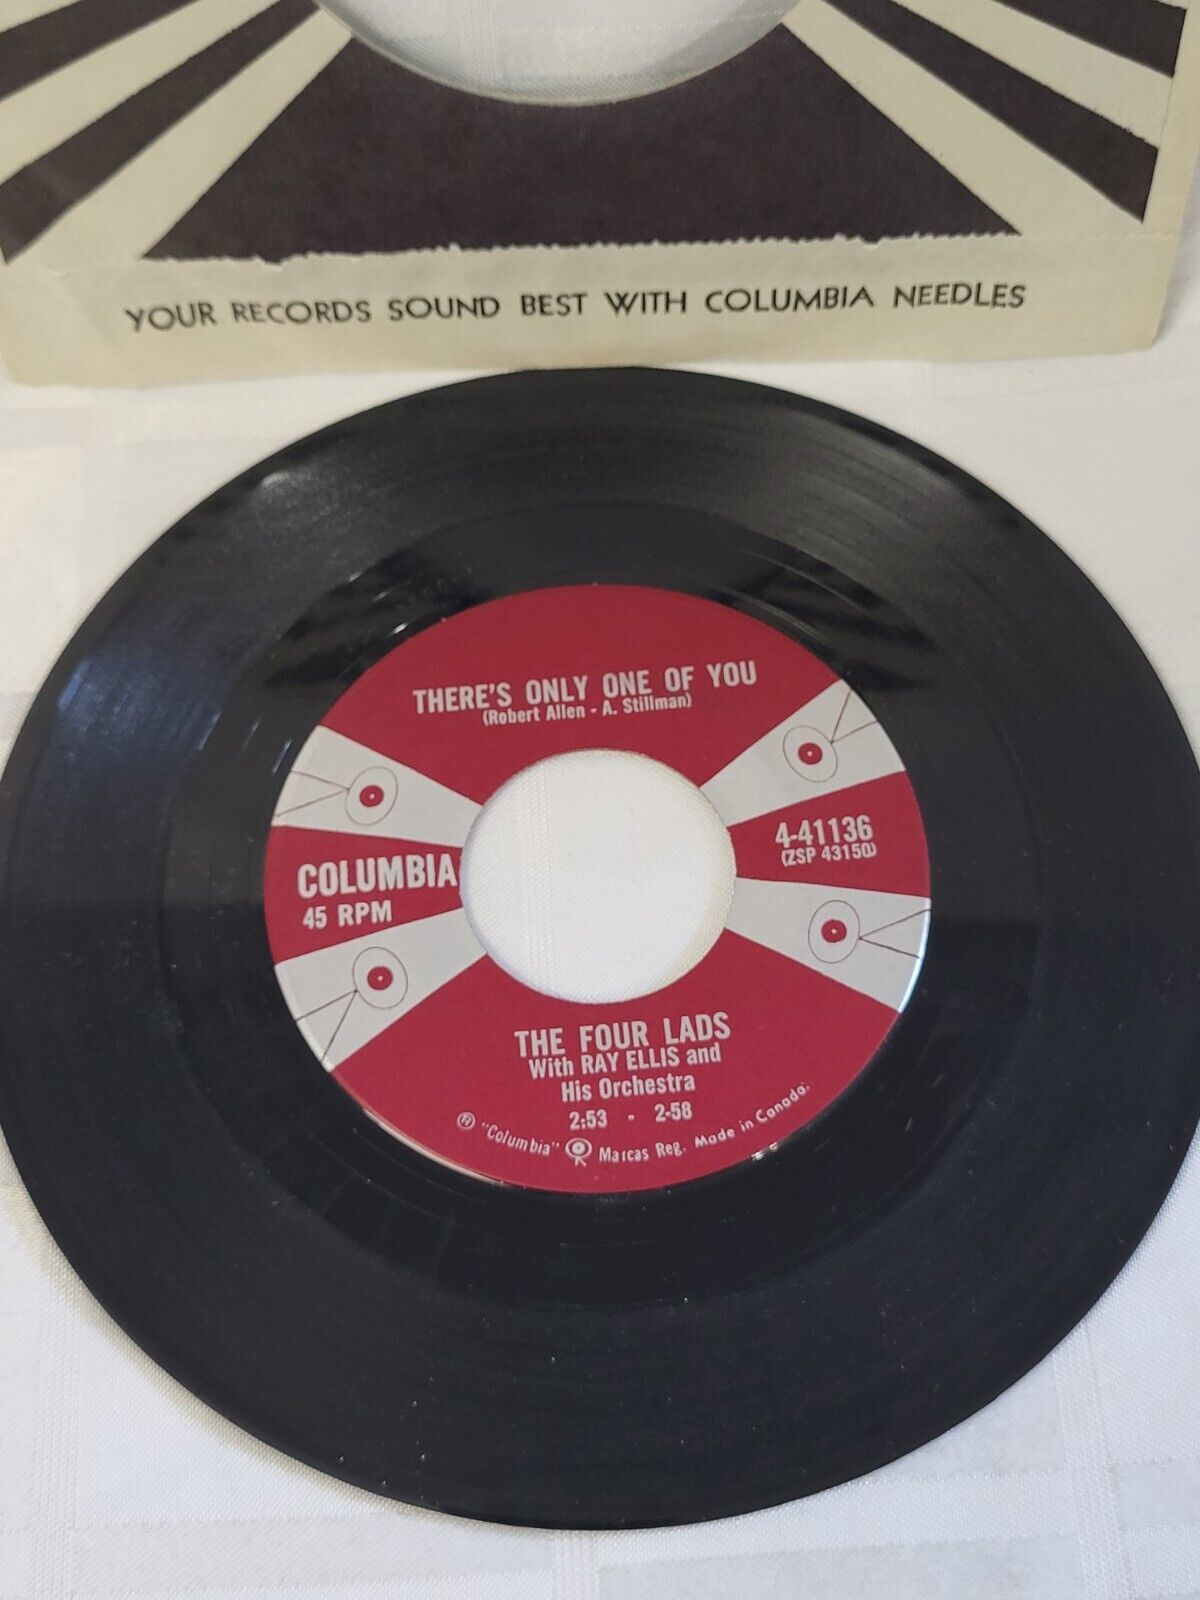 YOUR RECORDS SOUND BEST WITH COLUMBIA NEEDLES
THERE'S ONLY ONE OF YOU
(Robert Allen - A. Stillman)
COLUMBIA
45 RPM
4-41136
(ZSP 43150)
THE FOUR LADS
With RAY ELLIS and
His Orchestra
2:53 - 2-58
Ⓡ "Columbia" Marcas Reg. Made in Canada.